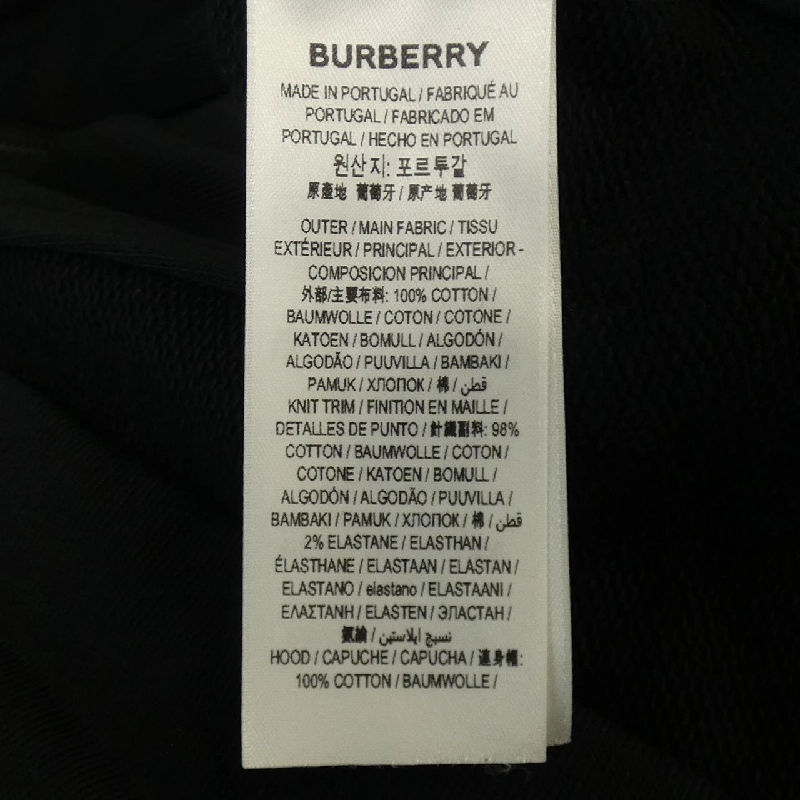 BURBERRY
MADE IN PORTUGAL / FABRIQUÉ AU
PORTUGAL / FABRICADO EM
PORTUGAL / HECHO EN PORTUGAL
원산지: 포르투갈
原產地 葡萄牙 / 原产地 葡萄牙
OUTER / MAIN FABRIC / TISSU
EXTÉRIEUR / PRINCIPAL / EXTERIOR -
COMPOSICION PRINCIPAL /
外部/主要布料: 100% COTTON /
BAUMWOLLE / COTON / COTONE /
KATOEN / BOMULL / ALGODÓN /
ALGODÃO / PUUVILLA / BAMBAKI /
PAMUK / ХЛОПОК / 棉 / قطن
KNIT TRIM / FINITION EN MAILLE /
DETALLES DE PUNTO / 針織副料: 98%
COTTON / BAUMWOLLE / COTON /
COTONE / KATOEN / BOMULL /
ALGODÓN / ALGODÃO / PUUVILLA /
BAMBAKI / PAMUK / ХЛОПОК / 棉 / قطن
2% ELASTANE / ELASTHAN /
ÉLASTHANE / ELASTAAN / ELASTAN /
ELASTANO / elastano / ELASTAANI /
ΕΛΑΣΤΑΝΗ / ELASTEN / ЭЛАСТАН /
氨綸 / نسيج ايلاستين
HOOD / CAPUCHE / CAPUCHA / 連身帽:
100% COTTON / BAUMWOLLE /